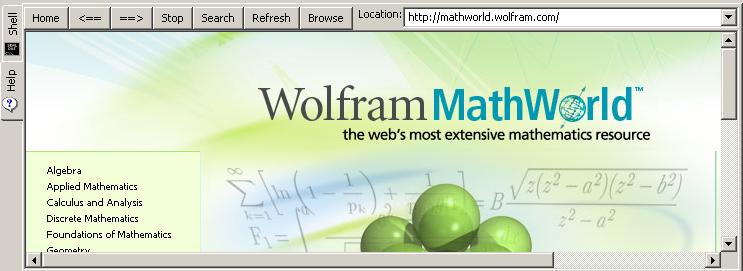 Home <== ==> Stop Search Refresh Browse Location: http://mathworld.wolfram.com/
Shell
Help
Wolfram MathWorld™
the web's most extensive mathematics resource
Algebra
Applied Mathematics
Calculus and Analysis
Discrete Mathematics
Foundations of Mathematics
Geometry